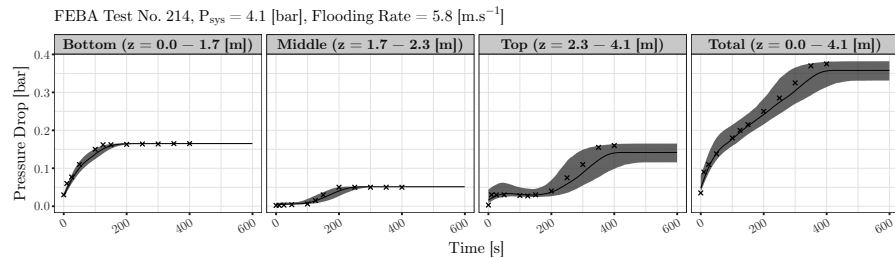 FEBA Test No. 214, P_sys = 4.1 [bar], Flooding Rate = 5.8 [m.s⁻¹]
Bottom (z = 0.0 − 1.7 [m]) Middle (z = 1.7 − 2.3 [m]) Top (z = 2.3 − 4.1 [m]) Total (z = 0.0 − 4.1 [m])
Pressure Drop [bar]
0.4
0.3
0.2
0.1
0.0
0 200 400 600 0 200 400 600 0 200 400 600 0 200 400 600
Time [s]